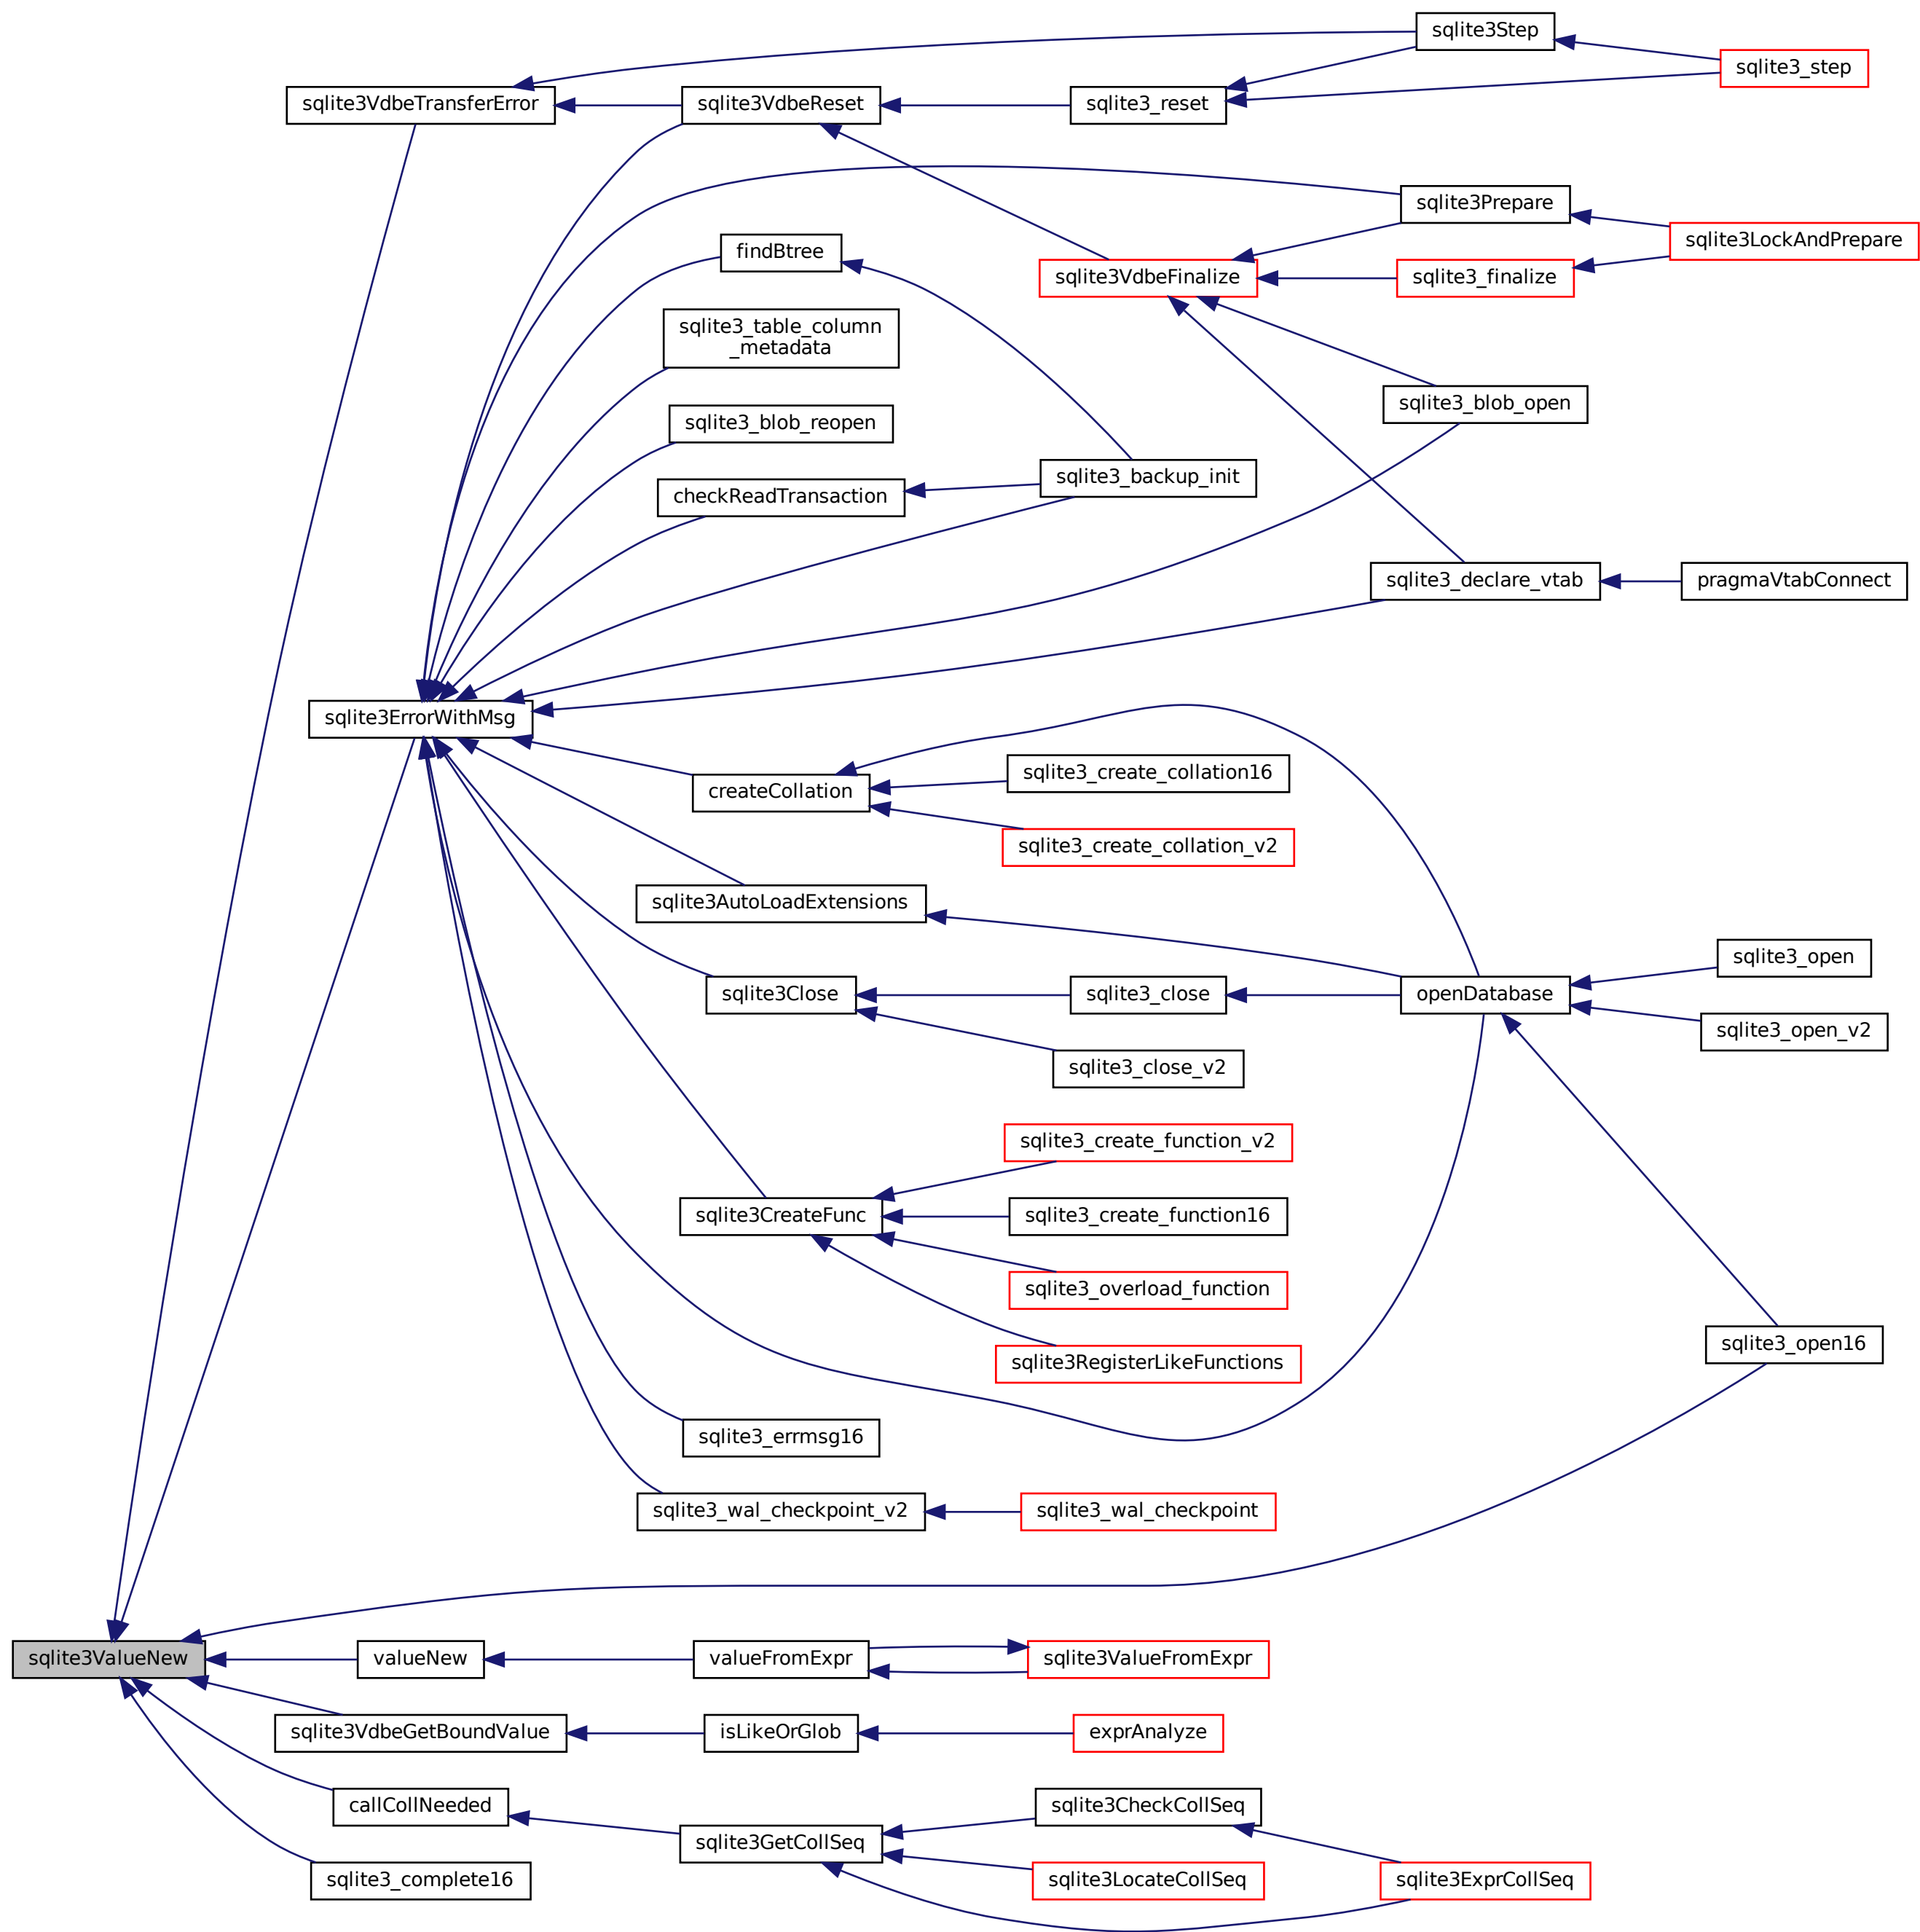 sqlite3Step
sqlite3_step
sqlite3VdbeTransferError
sqlite3VdbeReset
sqlite3_reset
sqlite3Prepare
sqlite3LockAndPrepare
findBtree
sqlite3VdbeFinalize
sqlite3_finalize
sqlite3_table_column
_metadata
sqlite3_blob_reopen
sqlite3_blob_open
checkReadTransaction
sqlite3_backup_init
sqlite3_declare_vtab
pragmaVtabConnect
sqlite3ErrorWithMsg
createCollation
sqlite3_create_collation16
sqlite3_create_collation_v2
sqlite3AutoLoadExtensions
sqlite3Close
sqlite3_close
openDatabase
sqlite3_open
sqlite3_open_v2
sqlite3_close_v2
sqlite3_create_function_v2
sqlite3CreateFunc
sqlite3_create_function16
sqlite3_overload_function
sqlite3RegisterLikeFunctions
sqlite3_open16
sqlite3_errmsg16
sqlite3_wal_checkpoint_v2
sqlite3_wal_checkpoint
sqlite3ValueNew
valueNew
valueFromExpr
sqlite3ValueFromExpr
sqlite3VdbeGetBoundValue
isLikeOrGlob
exprAnalyze
callCollNeeded
sqlite3GetCollSeq
sqlite3CheckCollSeq
sqlite3LocateCollSeq
sqlite3ExprCollSeq
sqlite3_complete16